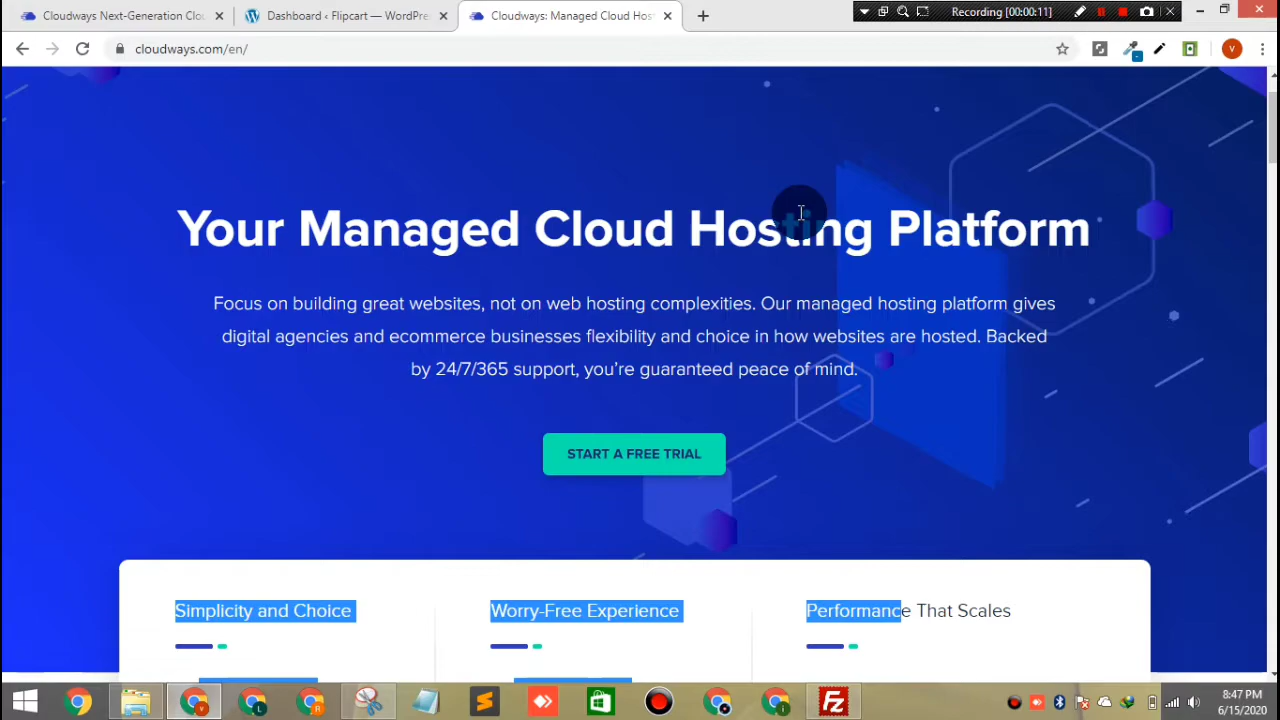 Cloudways Next-Generation Clou
Dashboard ‹ Flipcart — WordPre
Cloudways: Managed Cloud Host
Recording [00:00:11]
cloudways.com/en/
V
Your Managed Cloud Hosting Platform
Focus on building great websites, not on web hosting complexities. Our managed hosting platform gives
digital agencies and ecommerce businesses flexibility and choice in how websites are hosted. Backed
by 24/7/365 support, you're guaranteed peace of mind.
START A FREE TRIAL
Simplicity and Choice
Worry-Free Experience
Performance That Scales
8:47 PM
6/15/2020